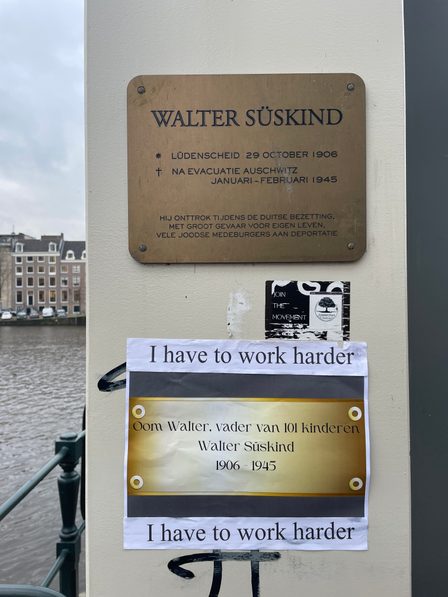 WALTER SÜSKIND
* LÜDENSCHEID 29 OCTOBER 1906
† NA EVACUATIE AUSCHWITZ
JANUARI - FEBRUARI 1945
HIJ ONTTROK TIJDENS DE DUITSE BEZETTING,
MET GROOT GEVAAR VOOR EIGEN LEVEN,
VELE JOODSE MEDEBURGERS AAN DEPORTATIE
JOIN
THE
MOVEMENT
I have to work harder
Oom Walter, vader van 101 kinderen
Walter Süskind
1906 1945
I have to work harder